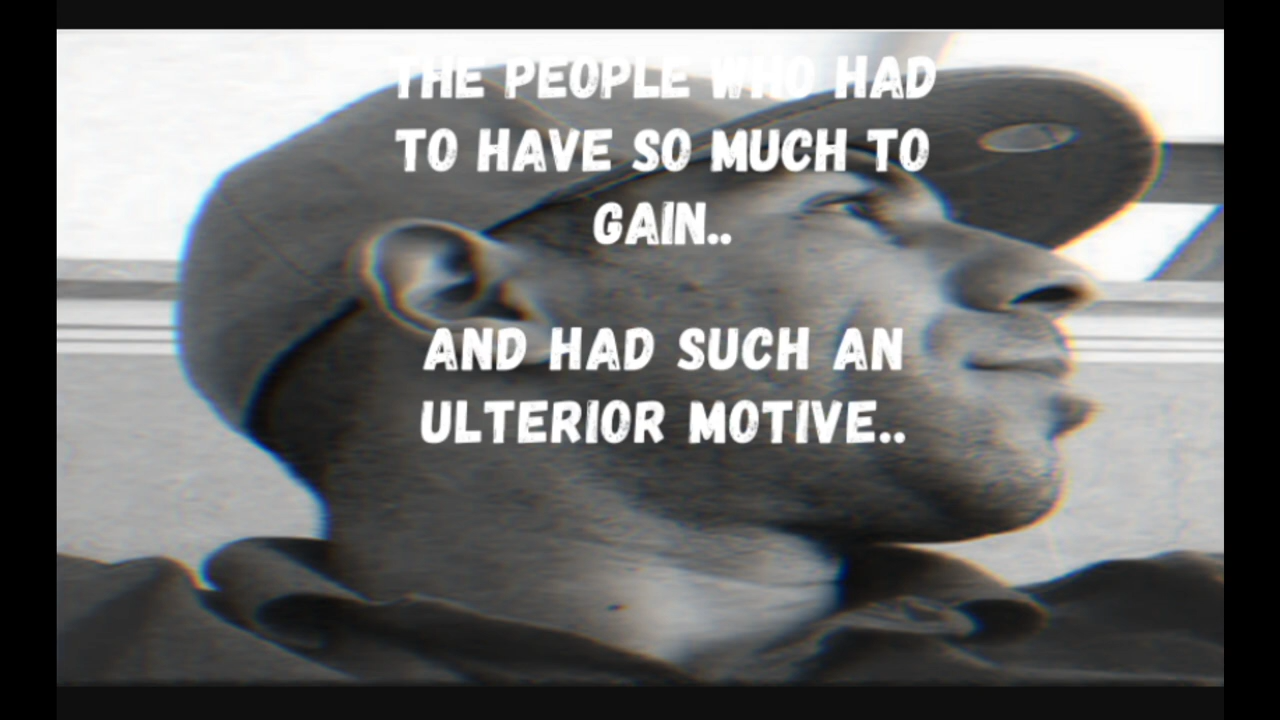 THE PEOPLE WHO HAD
TO HAVE SO MUCH TO
GAIN..
AND HAD SUCH AN
ULTERIOR MOTIVE..